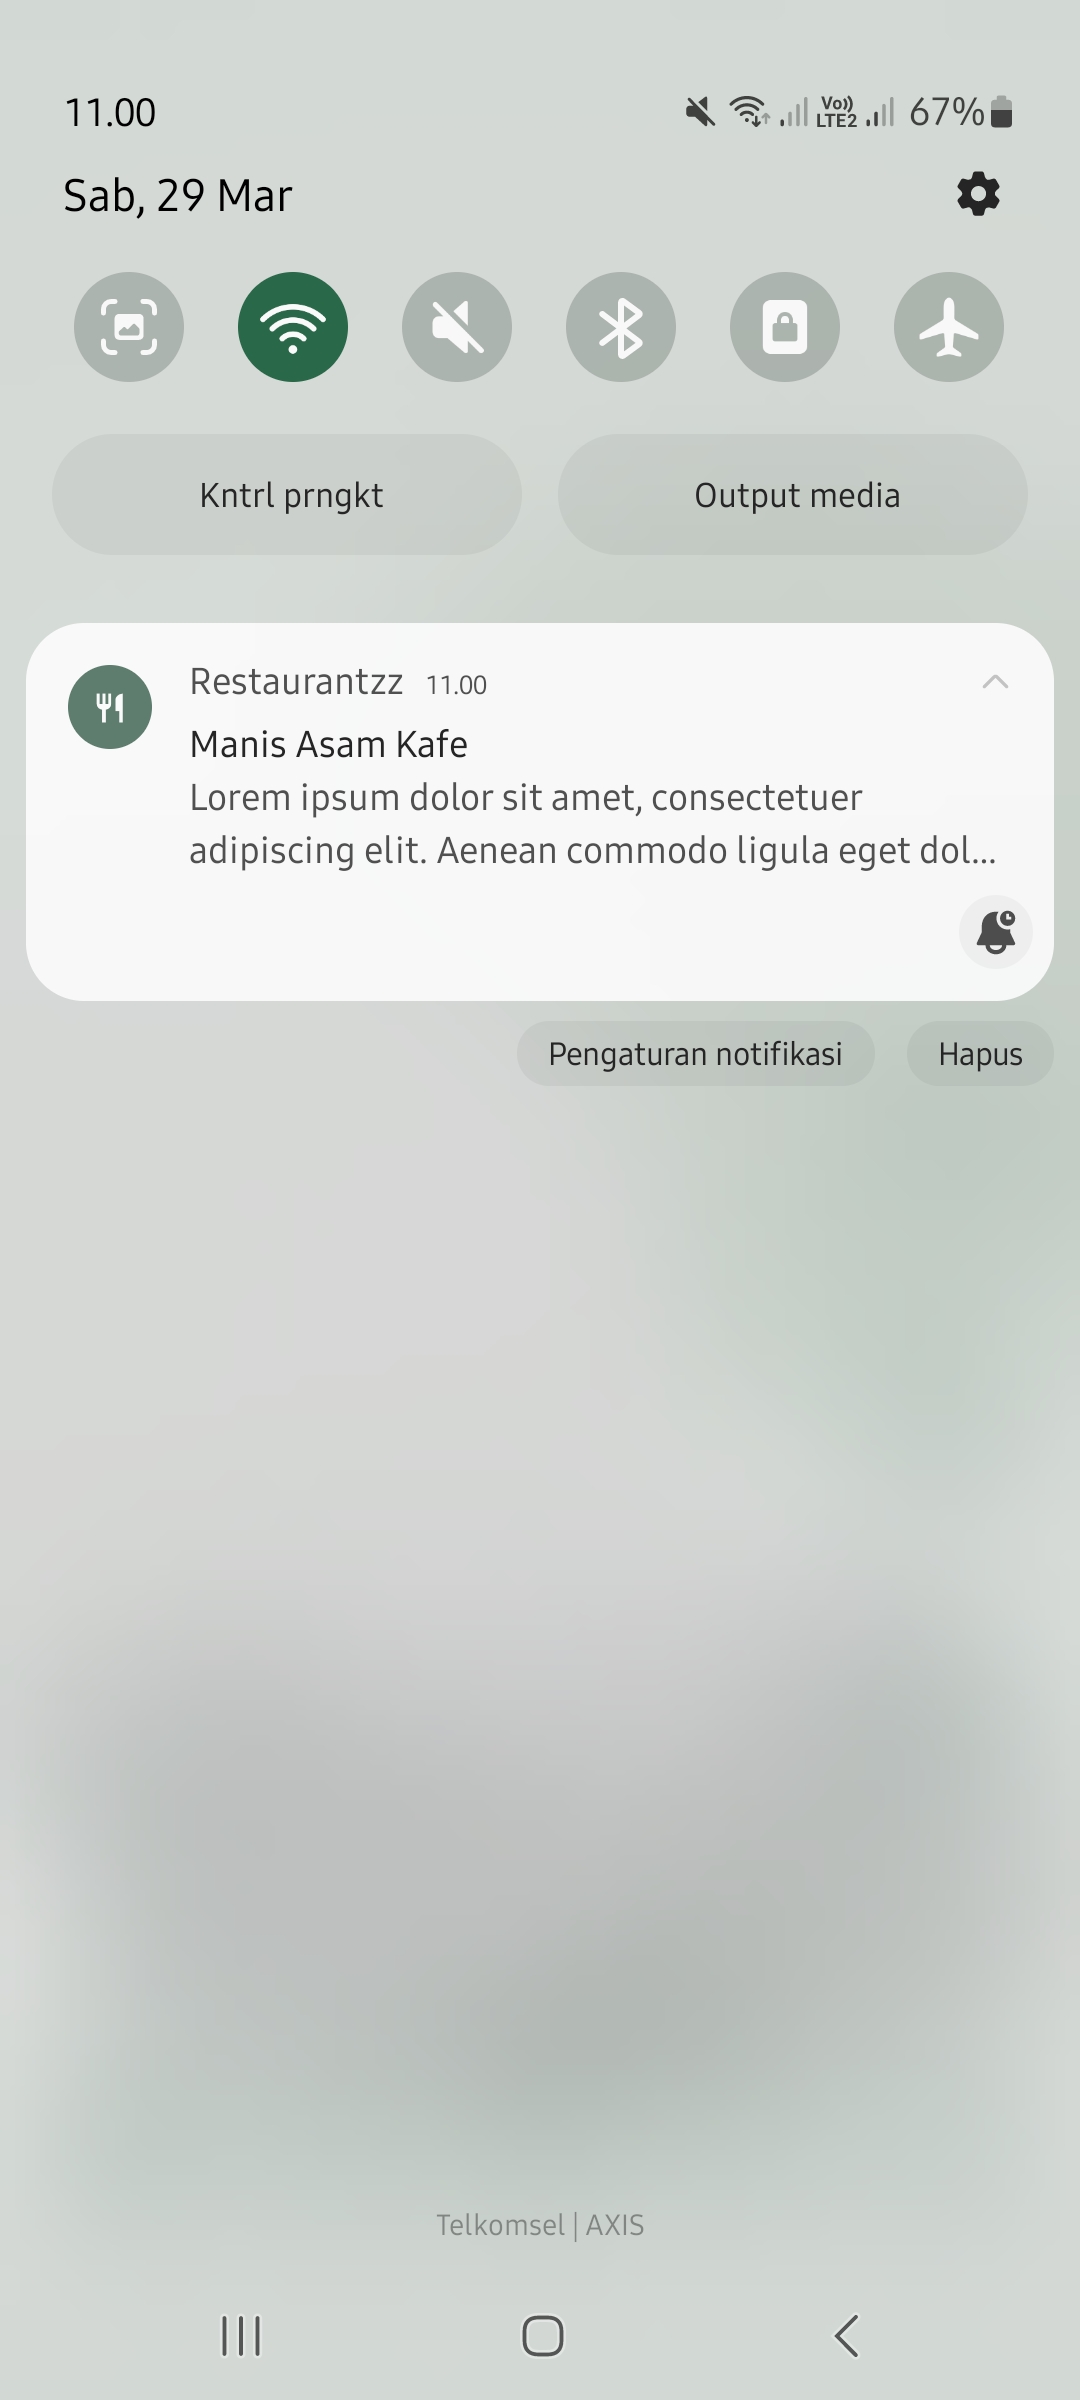 11.00
Vo)) LTE2 67%
Sab, 29 Mar
Kntrl prngkt
Output media
Restaurantzz 11.00
Manis Asam Kafe
Lorem ipsum dolor sit amet, consectetuer
adipiscing elit. Aenean commodo ligula eget dol...
Pengaturan notifikasi
Hapus
Telkomsel | AXIS